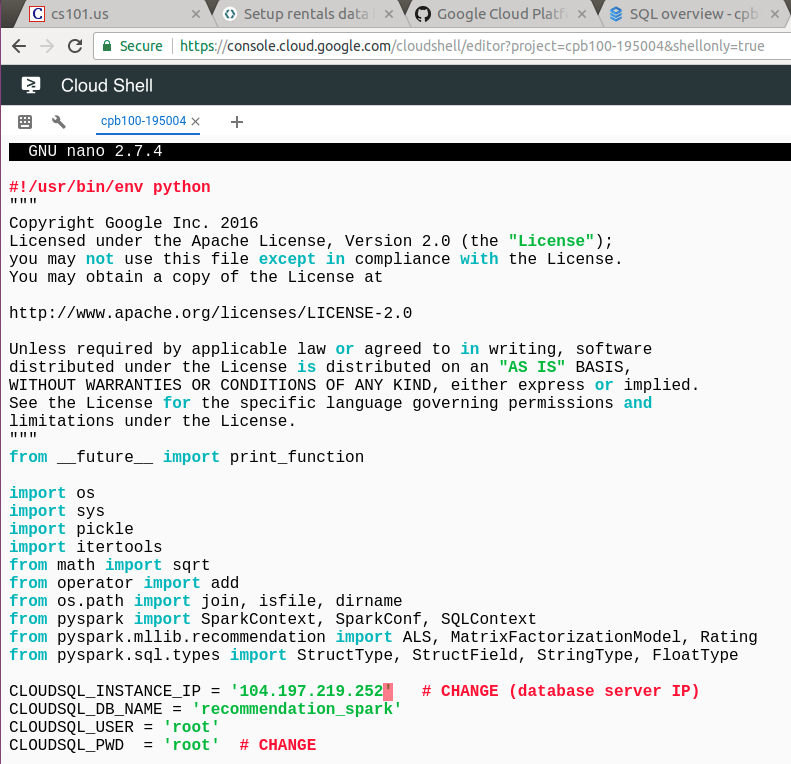 cs101.us
Setup rentals data
Google Cloud Platf
SQL overview - cpb
Secure
https://console.cloud.google.com/cloudshell/editor?project=cpb100-195004&shellonly=true
Cloud Shell
cpb100-195004
GNU nano 2.7.4
#!/usr/bin/env python
"""
Copyright Google Inc. 2016
Licensed under the Apache License, Version 2.0 (the "License");
you may not use this file except in compliance with the License.
You may obtain a copy of the License at
http://www.apache.org/licenses/LICENSE-2.0
Unless required by applicable law or agreed to in writing, software
distributed under the License is distributed on an "AS IS" BASIS,
WITHOUT WARRANTIES OR CONDITIONS OF ANY KIND, either express or implied.
See the License for the specific language governing permissions and
limitations under the License.
"""
from __future__ import print_function
import os
import sys
import pickle
import itertools
from math import sqrt
from operator import add
from os.path import join, isfile, dirname
from pyspark import SparkContext, SparkConf, SQLContext
from pyspark.mllib.recommendation import ALS, MatrixFactorizationModel, Rating
from pyspark.sql.types import StructType, StructField, StringType, FloatType
CLOUDSQL_INSTANCE_IP = '104.197.219.252'   # CHANGE (database server IP)
CLOUDSQL_DB_NAME = 'recommendation_spark'
CLOUDSQL_USER = 'root'
CLOUDSQL_PWD  = 'root'  # CHANGE